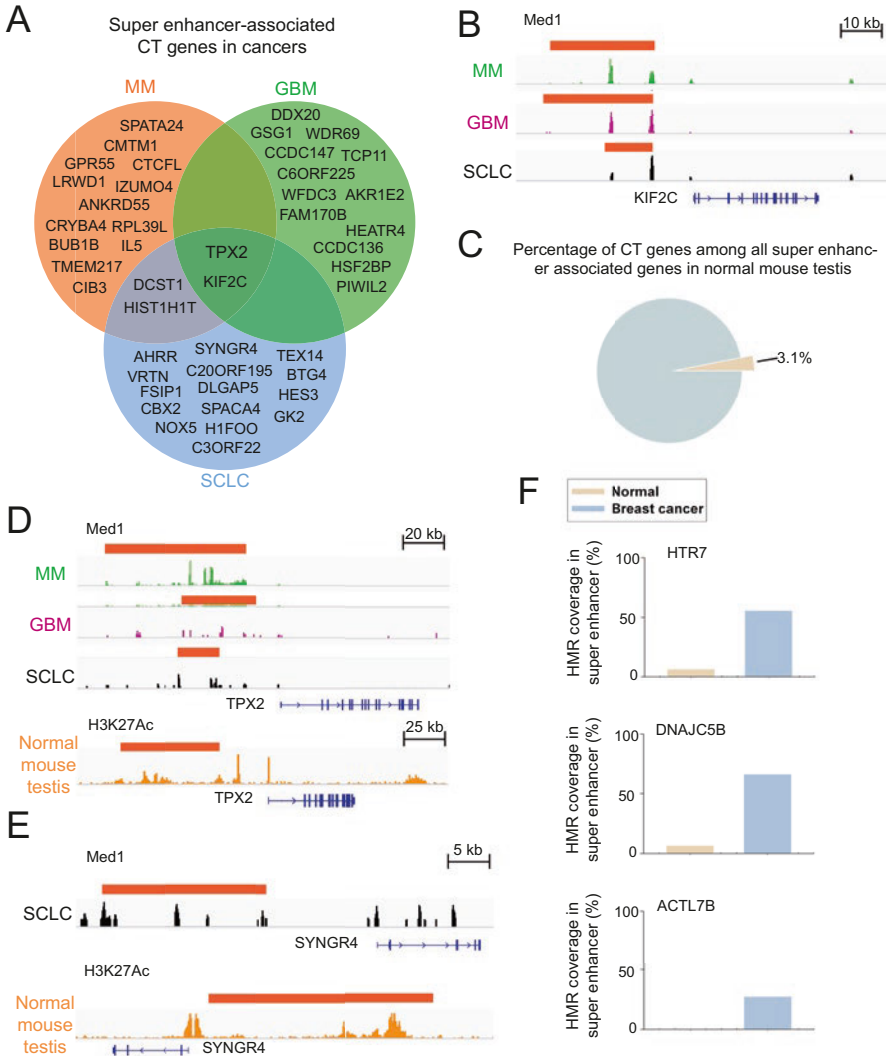 A
Super enhancer-associated
CT genes in cancers
MM
GBM
SPATA24
CMTM1
GPR55 CTCFL
LRWD1 IZUMO4
ANKRD55
CRYBA4 RPL39L
BUB1B IL5
TMEM217
CIB3
DDX20
GSG1 WDR69
CCDC147 TCP11
C6ORF225
WFDC3 AKR1E2
FAM170B
HEATR4
CCDC136
HSF2BP
PIWIL2
TPX2
KIF2C
DCST1
HIST1H1T
AHRR SYNGR4 TEX14
VRTN C20ORF195 BTG4
FSIP1 DLGAP5 HES3
CBX2 SPACA4 GK2
NOX5 H1FOO
C3ORF22
SCLC
B
Med1
10 kb
MM
GBM
SCLC
KIF2C
C
Percentage of CT genes among all super enhanc-
er associated genes in normal mouse testis
3.1%
D
Med1
20 kb
MM
GBM
SCLC
TPX2
H3K27Ac
25 kb
Normal
mouse
testis
TPX2
E
Med1
5 kb
SCLC
SYNGR4
H3K27Ac
Normal
mouse
testis
SYNGR4
F
Normal
Breast cancer
HTR7
HMR coverage in
super enhancer (%)
100
50
0
DNAJC5B
HMR coverage in
super enhancer (%)
100
50
0
ACTL7B
HMR coverage in
super enhancer (%)
100
50
0